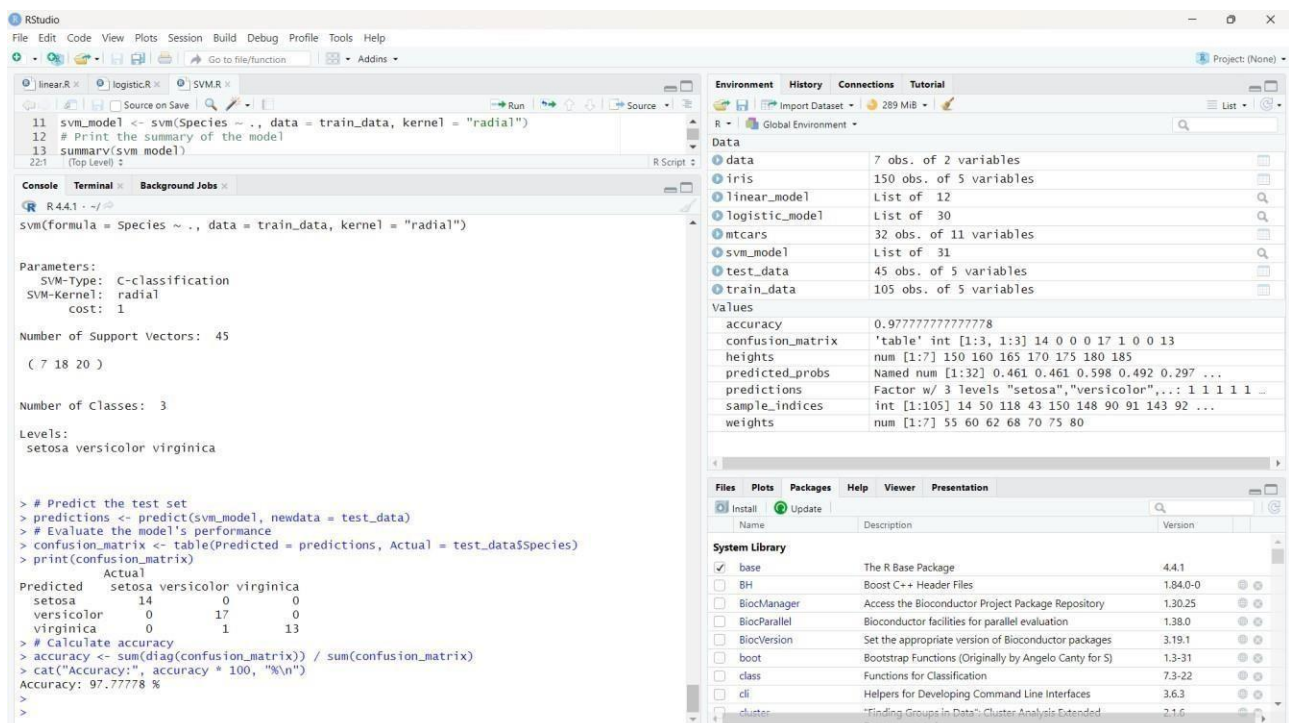 RStudio
File Edit Code View Plots Session Build Debug Profile Tools Help
Go to file/function Addins Project: (None)
linear.R logistic.R SVM.R
Source on Save Run Source
11 svm_model <- svm(Species ~ ., data = train_data, kernel = "radial")
12 # Print the summary of the model
13 summary(svm_model)
22:1 (Top Level) R Script
Console Terminal Background Jobs
R 4.4.1 · ~/
svm(formula = Species ~ ., data = train_data, kernel = "radial")
Parameters:
SVM-Type: C-classification
SVM-Kernel: radial
cost: 1
Number of Support Vectors: 45
( 7 18 20 )
Number of Classes: 3
Levels:
setosa versicolor virginica
> # Predict the test set
> predictions <- predict(svm_model, newdata = test_data)
> # Evaluate the model's performance
> confusion_matrix <- table(Predicted = predictions, Actual = test_data$Species)
> print(confusion_matrix)
Actual
Predicted setosa versicolor virginica
setosa 14 0 0
versicolor 0 17 0
virginica 0 1 13
> # Calculate accuracy
> accuracy <- sum(diag(confusion_matrix)) / sum(confusion_matrix)
> cat("Accuracy:", accuracy * 100, "%\n")
Accuracy: 97.77778 %
>
>
Environment History Connections Tutorial
Import Dataset 289 MiB List
R Global Environment
Data
data 7 obs. of 2 variables
iris 150 obs. of 5 variables
linear_model List of 12
logistic_model List of 30
mtcars 32 obs. of 11 variables
svm_model List of 31
test_data 45 obs. of 5 variables
train_data 105 obs. of 5 variables
Values
accuracy 0.977777777777778
confusion_matrix 'table' int [1:3, 1:3] 14 0 0 0 17 1 0 0 13
heights num [1:7] 150 160 165 170 175 180 185
predicted_probs Named num [1:32] 0.461 0.461 0.598 0.492 0.297 ...
predictions Factor w/ 3 levels "setosa","versicolor",..: 1 1 1 1 1 …
sample_indices int [1:105] 14 50 118 43 150 148 90 91 143 92 ...
weights num [1:7] 55 60 62 68 70 75 80
Files Plots Packages Help Viewer Presentation
Install Update
Name Description Version
System Library
base The R Base Package 4.4.1
BH Boost C++ Header Files 1.84.0-0
BiocManager Access the Bioconductor Project Package Repository 1.30.25
BiocParallel Bioconductor facilities for parallel evaluation 1.38.0
BiocVersion Set the appropriate version of Bioconductor packages 3.19.1
boot Bootstrap Functions (Originally by Angelo Canty for S) 1.3-31
class Functions for Classification 7.3-22
cli Helpers for Developing Command Line Interfaces 3.6.3
cluster "Finding Groups in Data": Cluster Analysis Extended 2.1.6